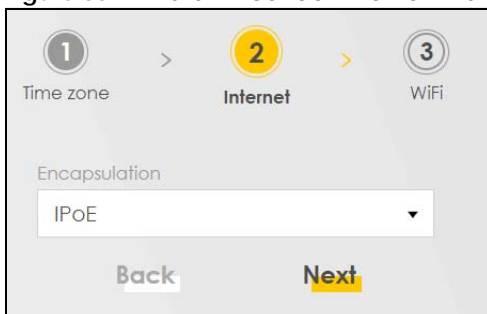 1 > 2 > 3
Time zone Internet WiFi
Encapsulation
IPoE
Back Next